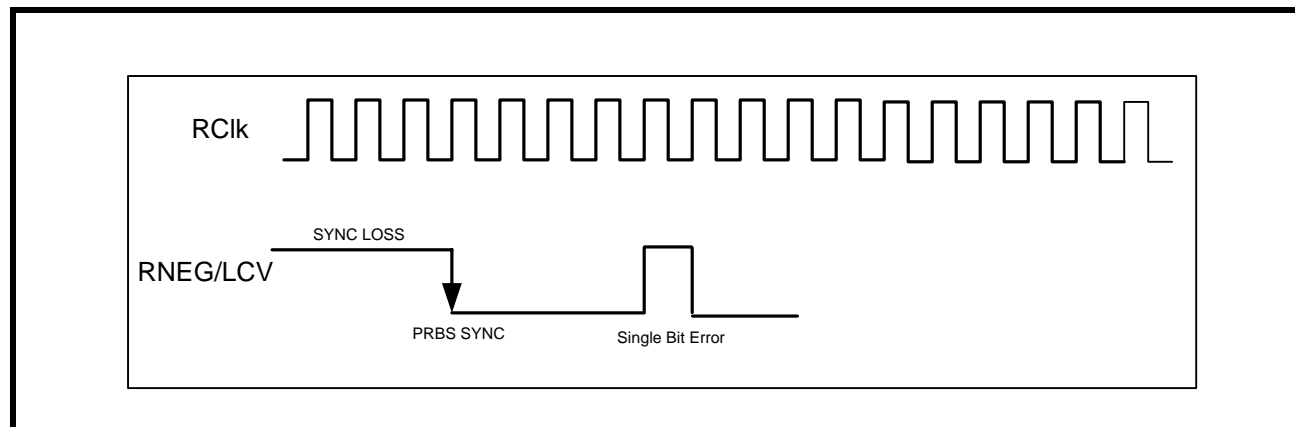 RClk
SYNC LOSS
RNEG/LCV
PRBS SYNC
Single Bit Error